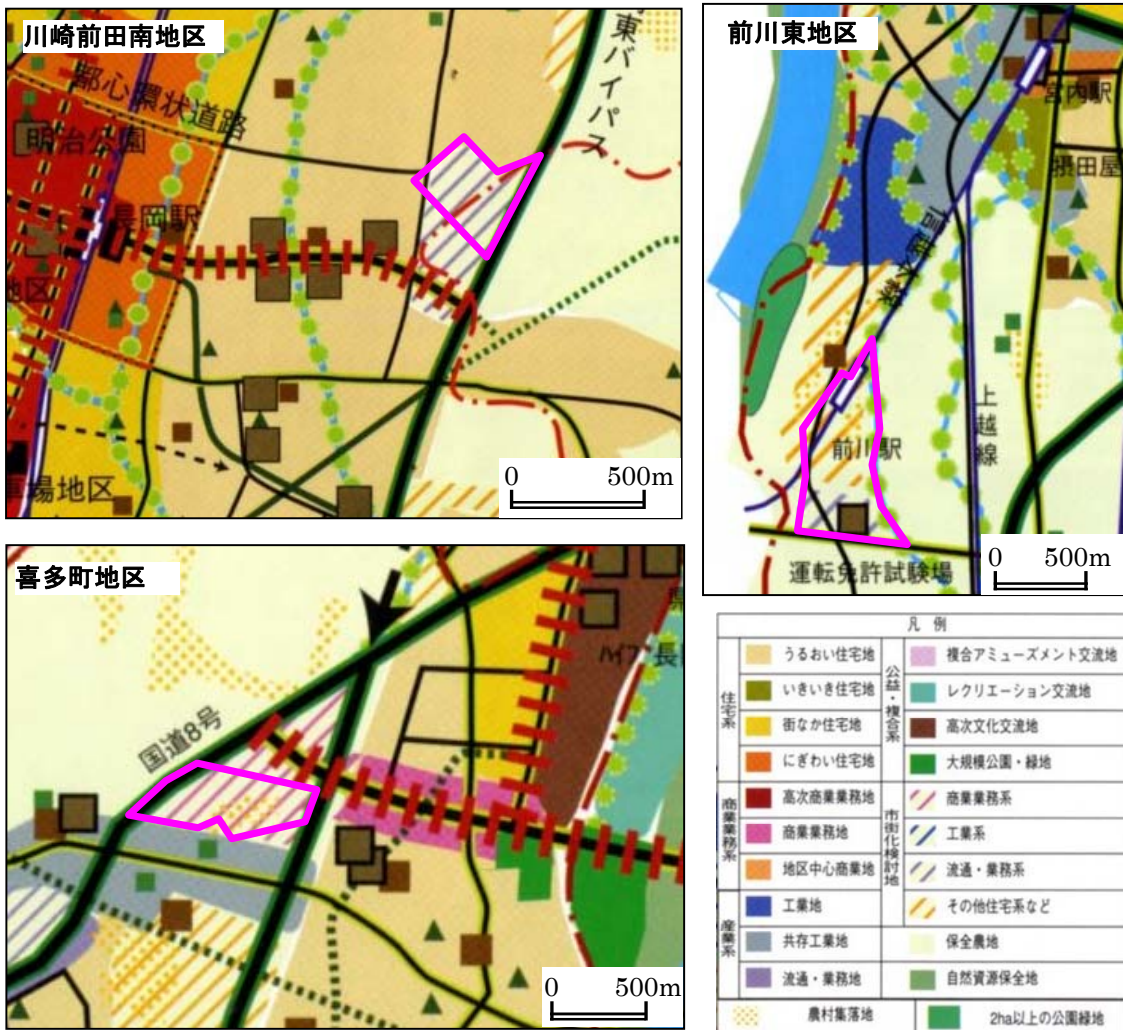 川崎前田南地区
東バイパス
都心環状道路
明治公園
長岡駅
地区
場地区
0 500m
前川東地区
宮内駅
摂田屋
信越本線
上越線
前川駅
運転免許試験場
0 500m
喜多町地区
国道8号
ハイブ長
0 500m
凡 例
住宅系
うるおい住宅地
いきいき住宅地
街なか住宅地
にぎわい住宅地
商業業務系
高次商業業務地
商業業務地
地区中心商業地
産業系
工業地
共存工業地
流通・業務地
公益・複合系
複合アミューズメント交流地
レクリエーション交流地
高次文化交流地
大規模公園・緑地
市街化検討地
商業業務系
工業系
流通・業務系
その他住宅系など
保全農地
自然資源保全地
農村集落地
2ha以上の公園緑地